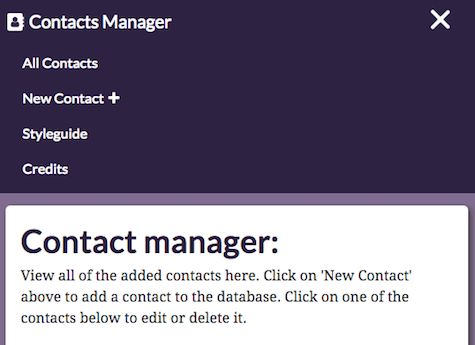 Contacts Manager
All Contacts
New Contact +
Styleguide
Credits
Contact manager:
View all of the added contacts here. Click on 'New Contact'
above to add a contact to the database. Click on one of the
contacts below to edit or delete it.